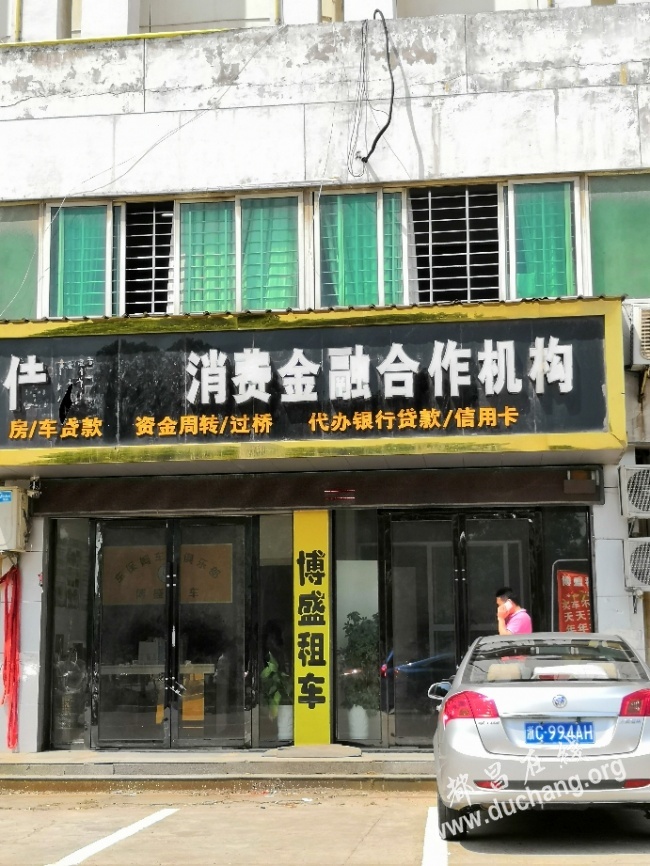 消费金融合作机构
房/车贷款 资金周转/过桥 代办银行贷款/信用卡
博盛租车
C·994AH
都昌在线
www.duchang.org